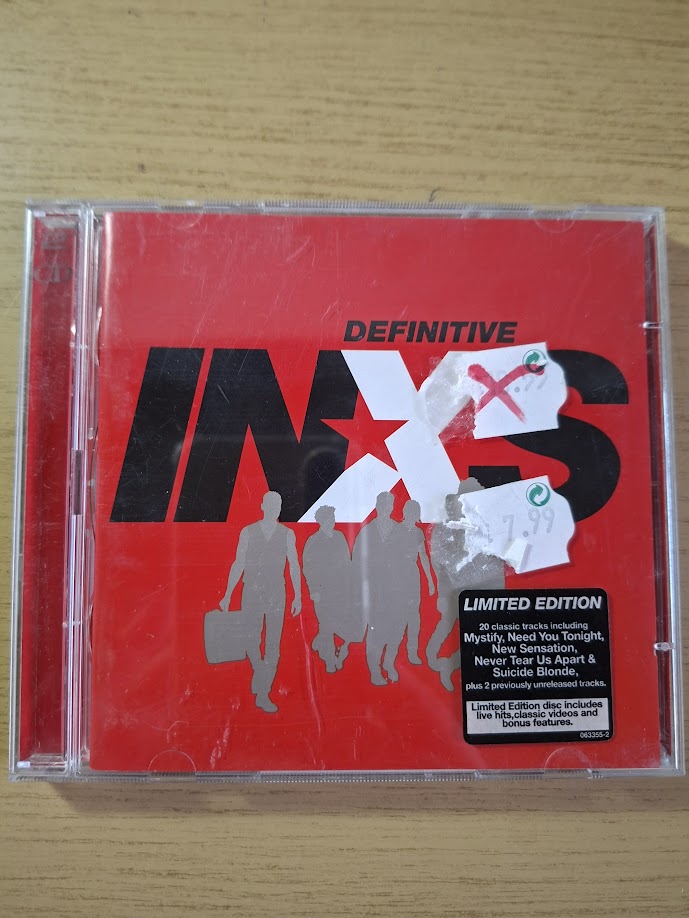 DEFINITIVE
INXS
7.99
LIMITED EDITION
20 classic tracks including
Mystify, Need You Tonight,
New Sensation,
Never Tear Us Apart &
Suicide Blonde,
plus 2 previously unreleased tracks.
Limited Edition disc includes
live hits,classic videos and
bonus features.
063355-2